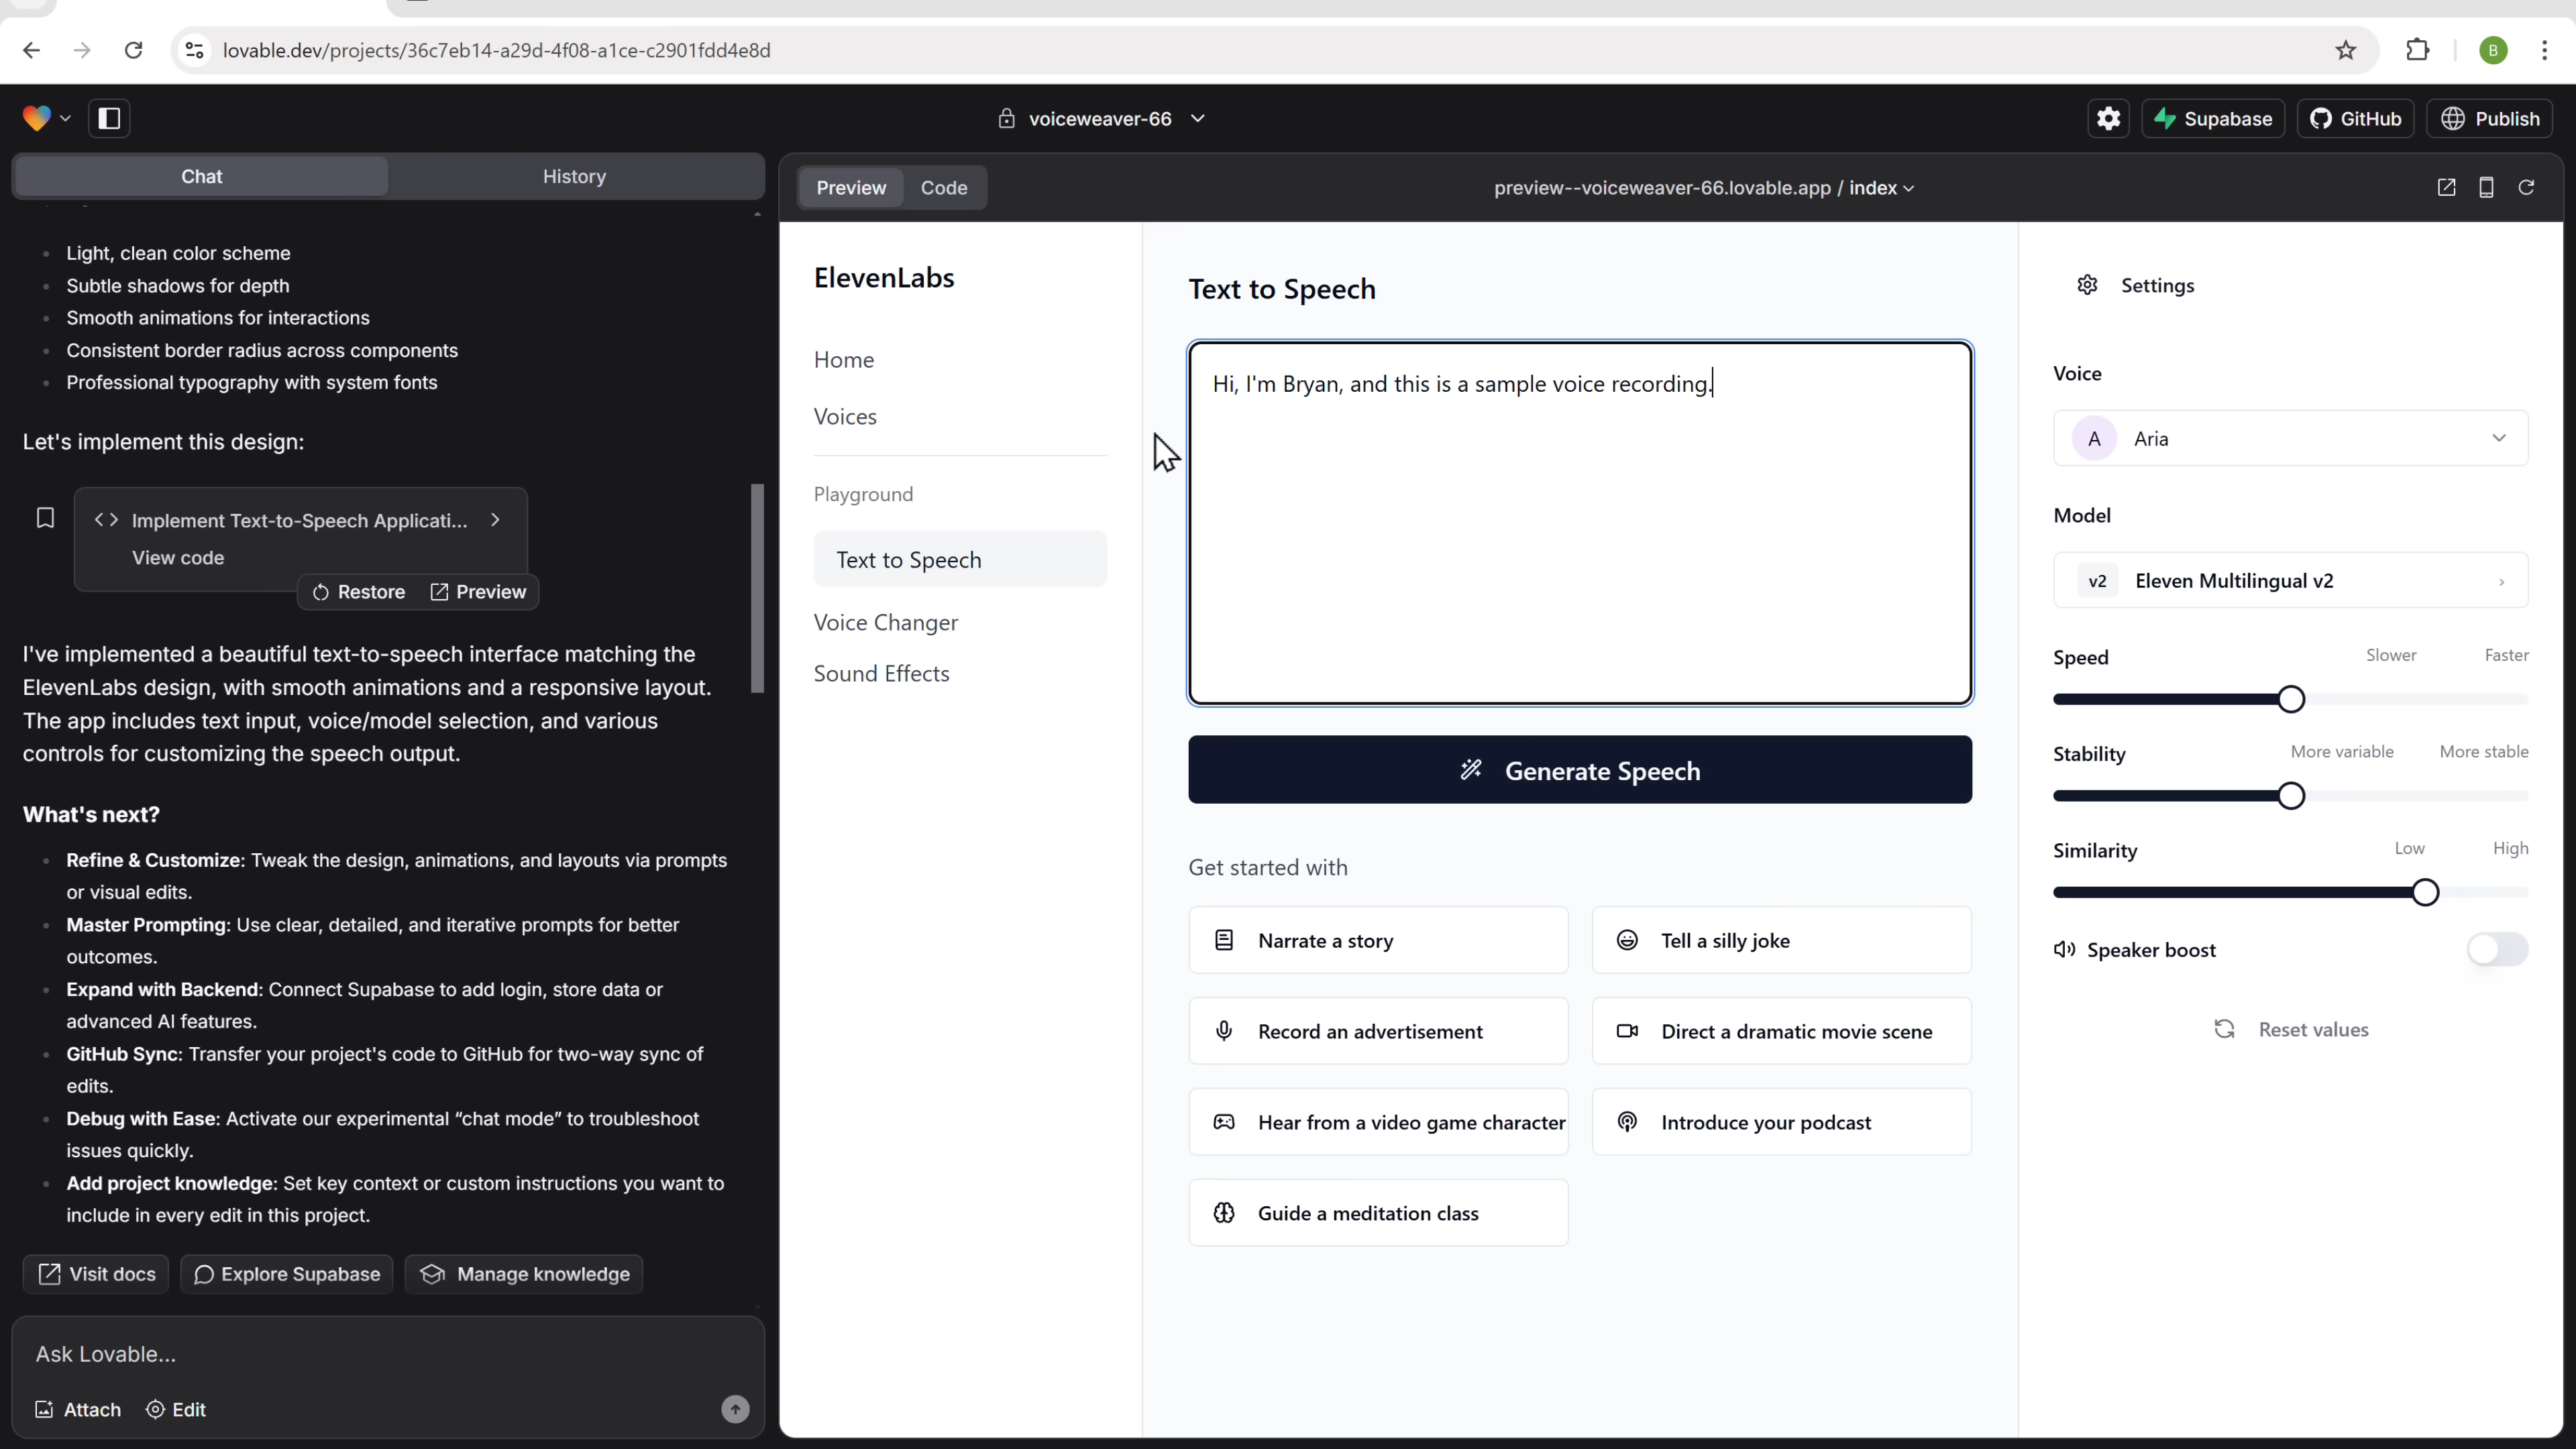 lovable.dev/projects/36c7eb14-a29d-4f08-a1ce-c2901fdd4e8d
B
voiceweaver-66
Supabase
GitHub
Publish
Chat
History
Light, clean color scheme
Subtle shadows for depth
Smooth animations for interactions
Consistent border radius across components
Professional typography with system fonts
Let's implement this design:
Implement Text-to-Speech Applicati...
View code
Restore
Preview
I've implemented a beautiful text-to-speech interface matching the
ElevenLabs design, with smooth animations and a responsive layout.
The app includes text input, voice/model selection, and various
controls for customizing the speech output.
What's next?
Refine & Customize: Tweak the design, animations, and layouts via prompts
or visual edits.
Master Prompting: Use clear, detailed, and iterative prompts for better
outcomes.
Expand with Backend: Connect Supabase to add login, store data or
advanced AI features.
GitHub Sync: Transfer your project's code to GitHub for two-way sync of
edits.
Debug with Ease: Activate our experimental “chat mode” to troubleshoot
issues quickly.
Add project knowledge: Set key context or custom instructions you want to
include in every edit in this project.
Visit docs
Explore Supabase
Manage knowledge
Ask Lovable...
Attach
Edit
Preview
Code
preview--voiceweaver-66.lovable.app / index
ElevenLabs
Home
Voices
Playground
Text to Speech
Voice Changer
Sound Effects
Text to Speech
Hi, I'm Bryan, and this is a sample voice recording.
Generate Speech
Get started with
Narrate a story
Tell a silly joke
Record an advertisement
Direct a dramatic movie scene
Hear from a video game character
Introduce your podcast
Guide a meditation class
Settings
Voice
A
Aria
Model
v2
Eleven Multilingual v2
Speed
Slower
Faster
Stability
More variable
More stable
Similarity
Low
High
Speaker boost
Reset values